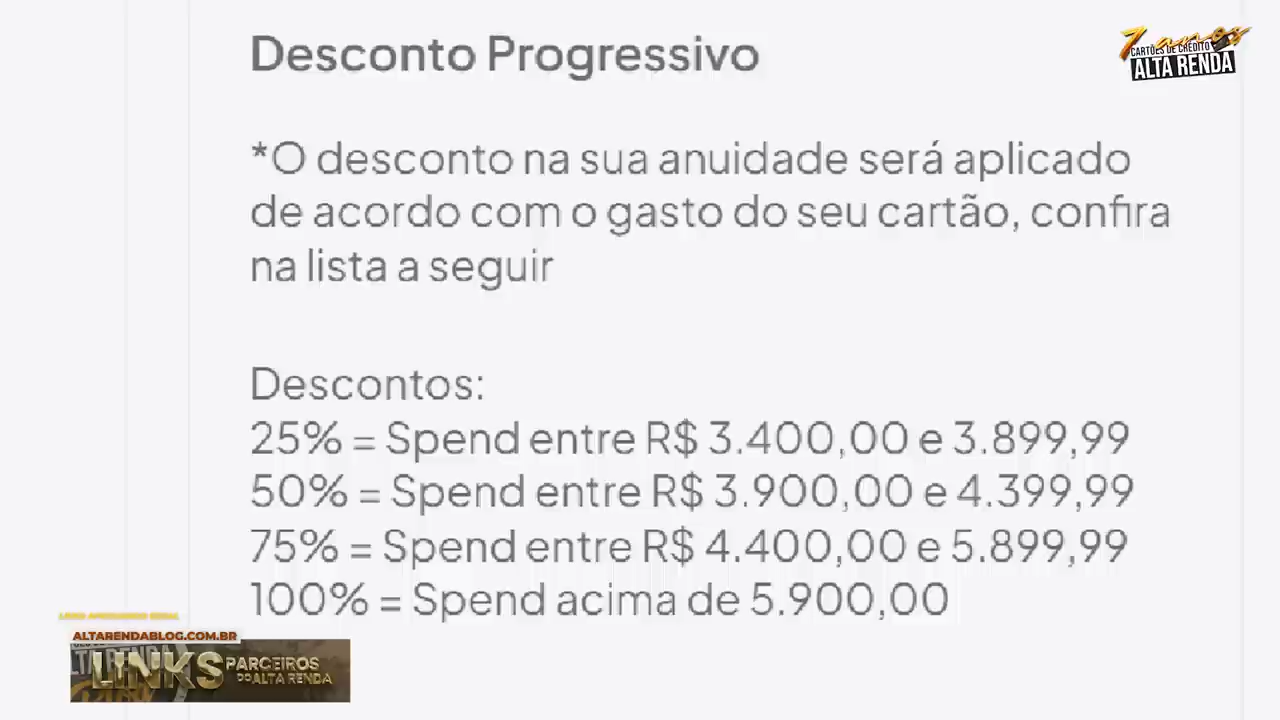 Desconto Progressivo
7 anos
CARTÕES DE CRÉDITO
ALTA RENDA
*O desconto na sua anuidade será aplicado
de acordo com o gasto do seu cartão, confira
na lista a seguir
Descontos:
25% = Spend entre R$ 3.400,00 e 3.899,99
50% = Spend entre R$ 3.900,00 e 4.399,99
75% = Spend entre R$ 4.400,00 e 5.899,99
100% = Spend acima de 5.900,00
ALTARENDABLOG.COM.BR
LINKS PARCEIROS
DO ALTA RENDA